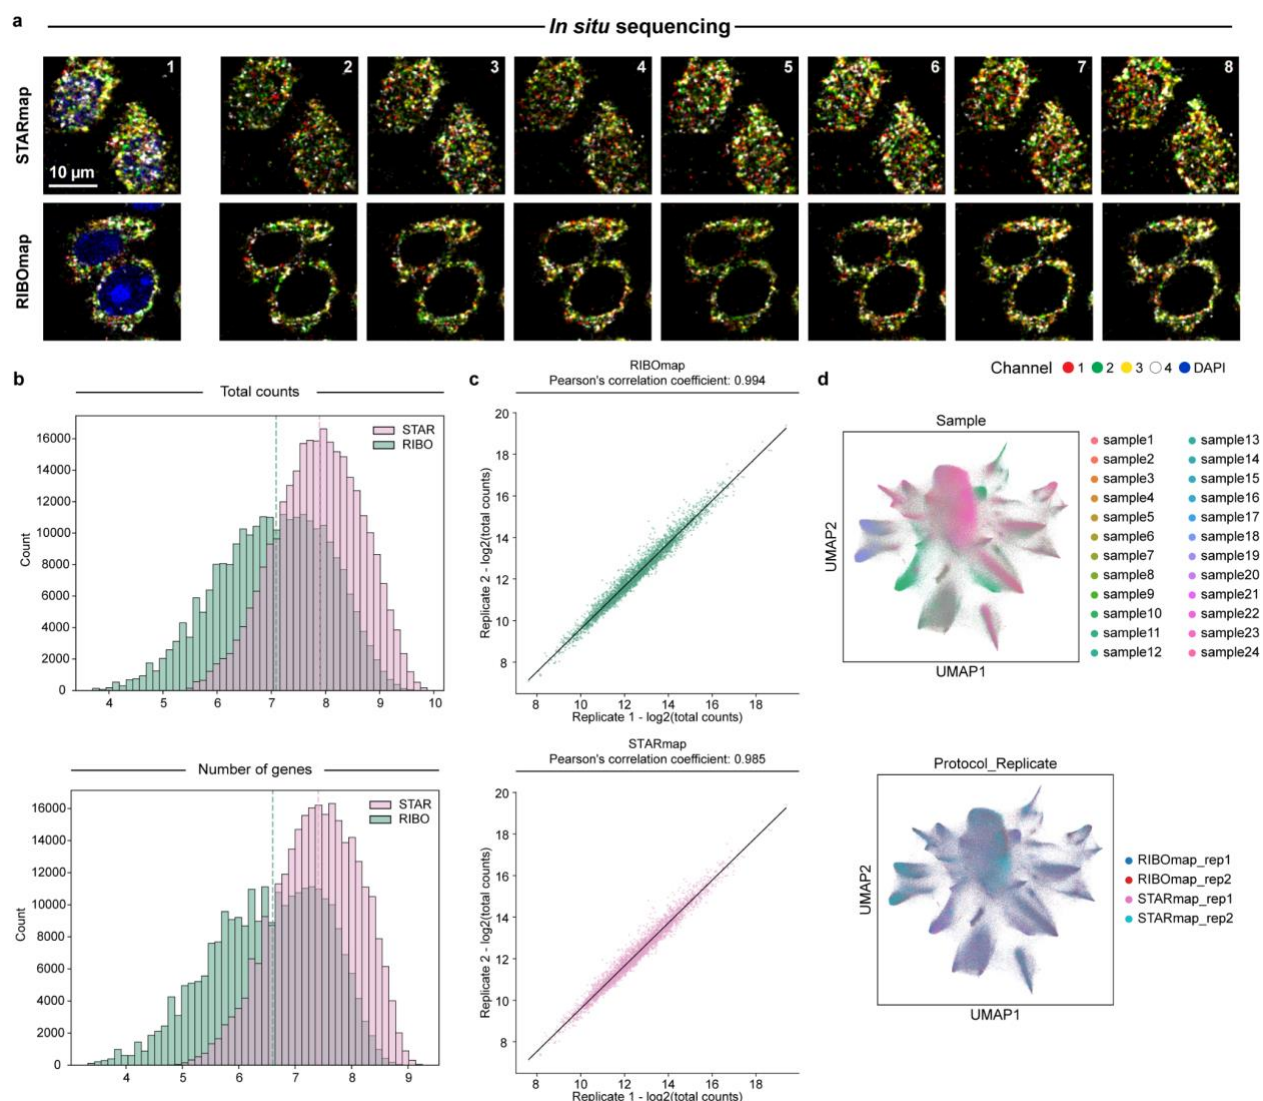 a
In situ sequencing
STARmap
1
2
3
4
5
6
7
8
10 µm
RIBOmap
Channel 1 2 3 4 DAPI
b
Total counts
STAR
RIBO
Count
16000
14000
12000
10000
8000
6000
4000
2000
0
4 5 6 7 8 9 10
Number of genes
STAR
RIBO
Count
16000
14000
12000
10000
8000
6000
4000
2000
0
4 5 6 7 8 9
c
RIBOmap
Pearson's correlation coefficient: 0.994
Replicate 2 - log2(total counts)
20
18
16
14
12
10
8
8 10 12 14 16 18
Replicate 1 - log2(total counts)
STARmap
Pearson's correlation coefficient: 0.985
Replicate 2 - log2(total counts)
20
18
16
14
12
10
8
8 10 12 14 16 18
Replicate 1 - log2(total counts)
d
Sample
UMAP2
UMAP1
sample1
sample2
sample3
sample4
sample5
sample6
sample7
sample8
sample9
sample10
sample11
sample12
sample13
sample14
sample15
sample16
sample17
sample18
sample19
sample20
sample21
sample22
sample23
sample24
Protocol_Replicate
UMAP2
UMAP1
RIBOmap_rep1
RIBOmap_rep2
STARmap_rep1
STARmap_rep2